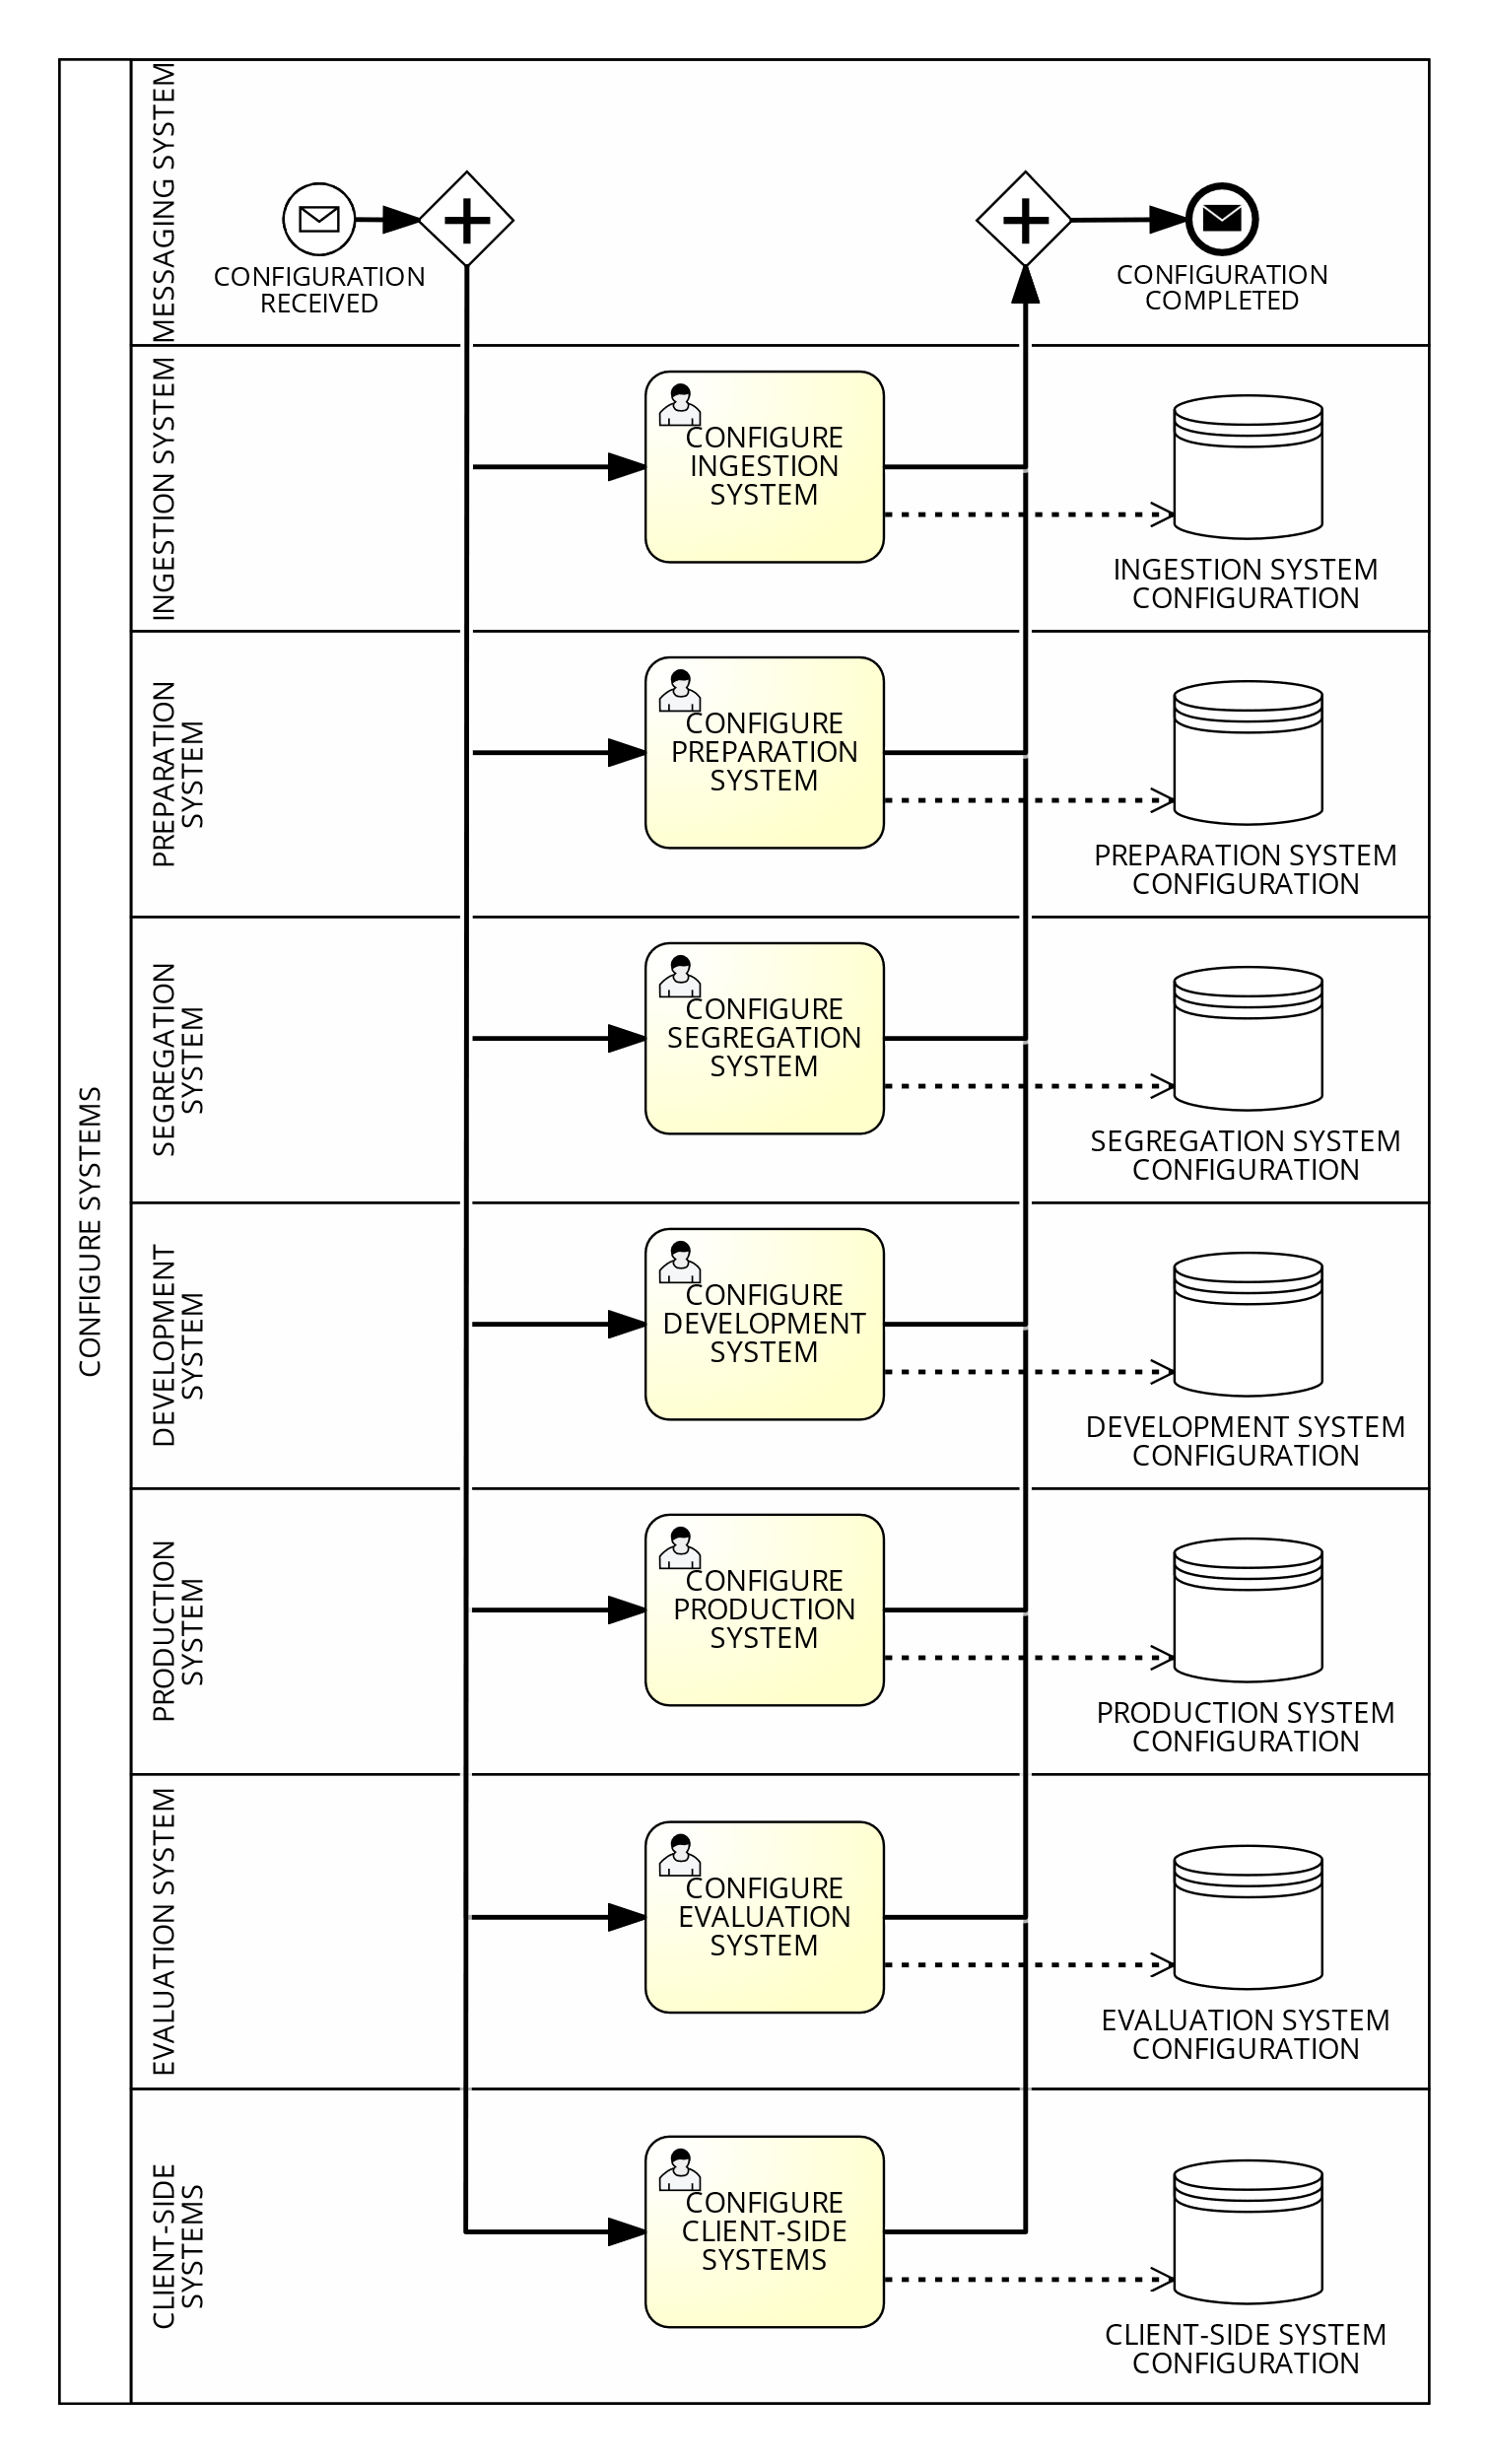 CONFIGURE SYSTEMS
MESSAGING SYSTEM
CONFIGURATION
RECEIVED
CONFIGURATION
COMPLETED
INGESTION SYSTEM
CONFIGURE
INGESTION
SYSTEM
INGESTION SYSTEM
CONFIGURATION
PREPARATION
SYSTEM
CONFIGURE
PREPARATION
SYSTEM
PREPARATION SYSTEM
CONFIGURATION
SEGREGATION
SYSTEM
CONFIGURE
SEGREGATION
SYSTEM
SEGREGATION SYSTEM
CONFIGURATION
DEVELOPMENT
SYSTEM
CONFIGURE
DEVELOPMENT
SYSTEM
DEVELOPMENT SYSTEM
CONFIGURATION
PRODUCTION
SYSTEM
CONFIGURE
PRODUCTION
SYSTEM
PRODUCTION SYSTEM
CONFIGURATION
EVALUATION SYSTEM
CONFIGURE
EVALUATION
SYSTEM
EVALUATION SYSTEM
CONFIGURATION
CLIENT-SIDE
SYSTEMS
CONFIGURE
CLIENT-SIDE
SYSTEMS
CLIENT-SIDE SYSTEM
CONFIGURATION